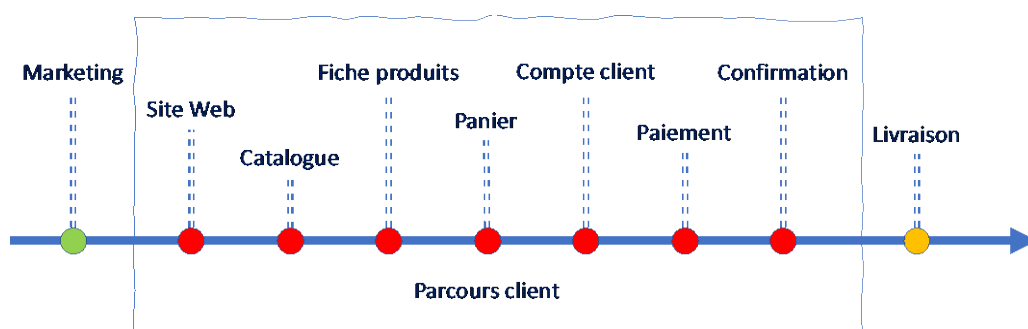 Marketing
Site Web
Catalogue
Fiche produits
Panier
Compte client
Paiement
Confirmation
Livraison
Parcours client